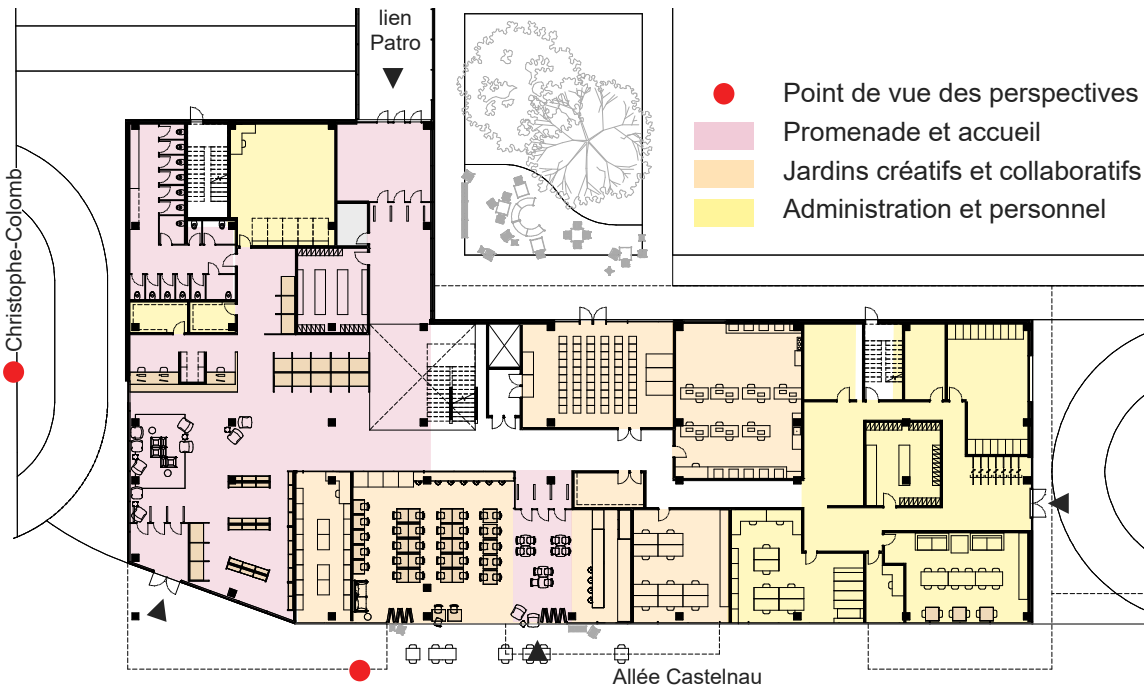 lien
Patro
Point de vue des perspectives
Promenade et accueil
Jardins créatifs et collaboratifs
Administration et personnel
Christophe-Colomb
Allée Castelnau